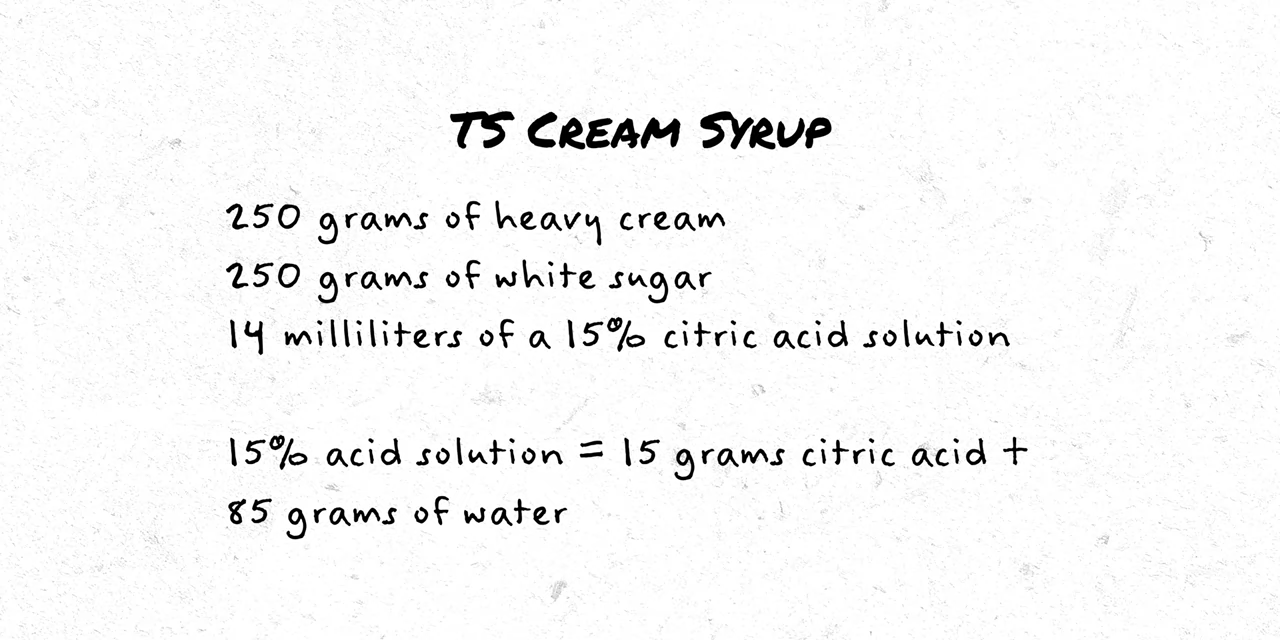 TS CREAM SYRUP
250 grams of heavy cream
250 grams of white sugar
14 milliliters of a 15% citric acid solution
15% acid solution = 15 grams citric acid +
85 grams of water